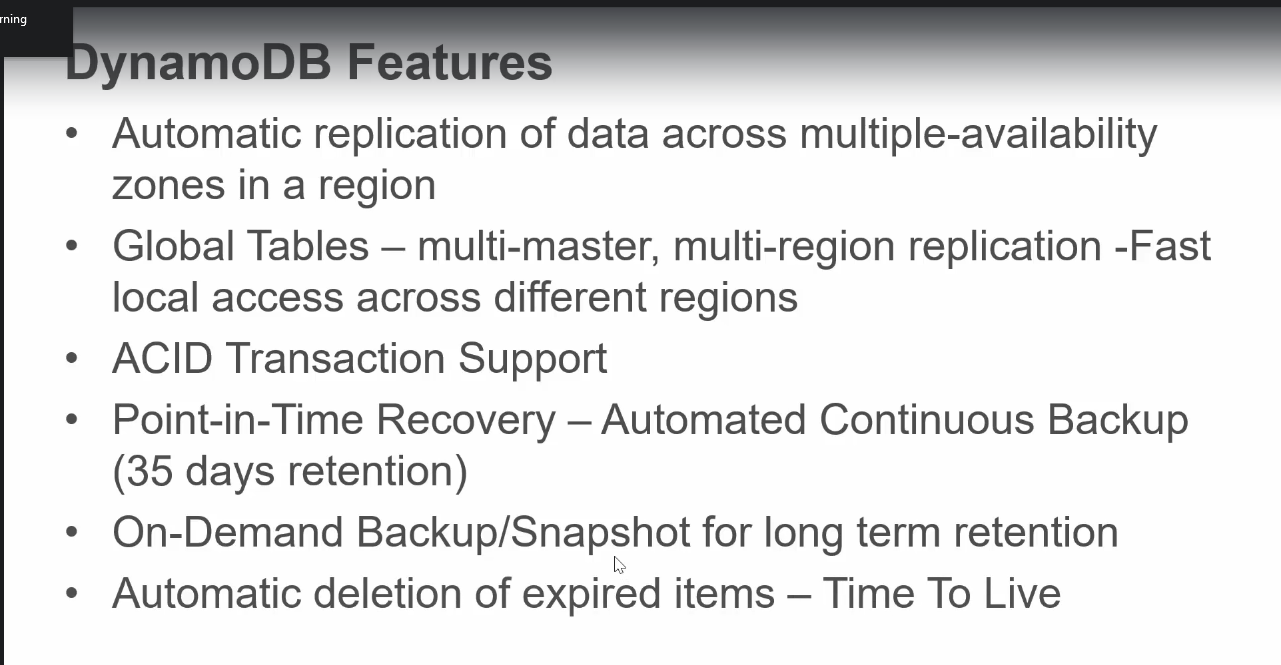 rning
DynamoDB Features
• Automatic replication of data across multiple-availability
zones in a region
• Global Tables – multi-master, multi-region replication -Fast
local access across different regions
• ACID Transaction Support
• Point-in-Time Recovery – Automated Continuous Backup
(35 days retention)
• On-Demand Backup/Snapshot for long term retention
• Automatic deletion of expired items – Time To Live